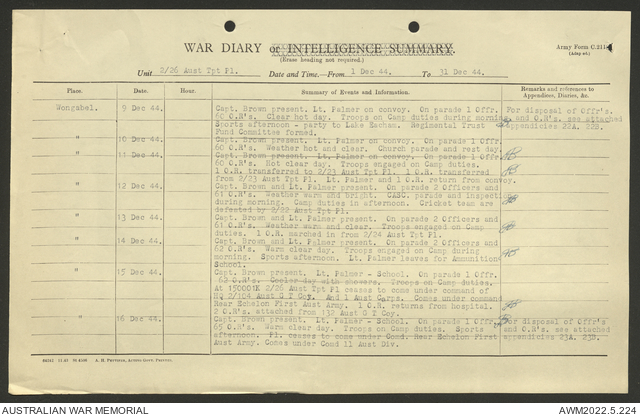 WAR DIARY or INTELLIGENCE SUMMARY.
(Erase heading not required.)
Army Form C.2118
(Adapted.)
Unit 2/26 Aust Tpt Pl. Date and Time.—From 1 Dec 44. To 31 Dec 44.
Place. Date. Hour. Summary of Events and Information. Remarks and references to Appendices, Diaries, &c.
Wongabel. 9 Dec 44. Capt. Brown present. Lt. Palmer on convoy. On parade 1 Offr. For disposal of Offr's
60 O.R's. Clear hot day. Troops on Camp duties during morning and O.R's. see attached
Sports afternoon - party to Lake Eacham. Regimental Trust appendicies 22A. 22B.
Fund Committee formed.
" 10 Dec 44. Capt. Brown present. Lt. Palmer on convoy. On parade 1 Offr.
60 O.R's. Weather hot and clear. Church parade and rest day.
" 11 Dec 44. Capt. Brown present. Lt. Palmer on convoy. On parade 1 Offr.
60 O.R's. Hot clear day. Troops engaged on Camp duties.
1 O.R. transferred to 2/23 Aust Tpt Pl. 1 O.R. transferred
from 2/23 Aust Tpt Pl. Lt. Palmer and 1 O.R. return from convoy.
" 12 Dec 44. Capt. Brown and Lt. Palmer present. On parade 2 Officers and
61 O.R's. Weather warm and bright. CASC. parade and inspect
during morning. Camp duties in afternoon. Cricket team are
defeated by 2/22 Aust Tpt Pl.
" 13 Dec 44. Capt. Brown and Lt. Palmer present. On parade 2 Officers and
61 O.R's. Weather warm and clear. Troops engaged on Camp
duties. 1 O.R. marched in from 2/24 Aust Tpt Pl.
" 14 Dec 44. Capt. Brown and Lt. Palmer present. On parade 2 Officers and
62 O.R's. Warm clear day. Troops engaged on Camp during
morning. Sports afternoon. Lt Palmer leaves for Ammunition
School.
" 15 Dec 44. Capt. Brown present. Lt. Palmer - School. On parade 1 Offr.
62 O.R's. Cooler day with showers. Troops on Camp duties.
At 150001K 2/26 Aust Tpt Pl ceases to come under command of
HQ 2/164 Aust G T Coy. And 1 Aust Corps. Comes under Comd
Rear Echelon First Aust Army. 1 O.R. returns from hospital.
2 O.R's. attached from 132 Aust G T Coy.
" 16 Dec 44. Capt. Brown present. Lt. Palmer - School. On parade 1 Offr. For disposal of Offr's
65 O.R's. Warm clear day. Troops on Camp duties. Sports and O.R's. see attached
afternoon. Pl. ceases to come under Comd. Rear Echelon First appendicies 23A. 23B.
Aust Army. Comes under Comd 11 Aust Div.
AUSTRALIAN WAR MEMORIAL
AWM2022.5.224